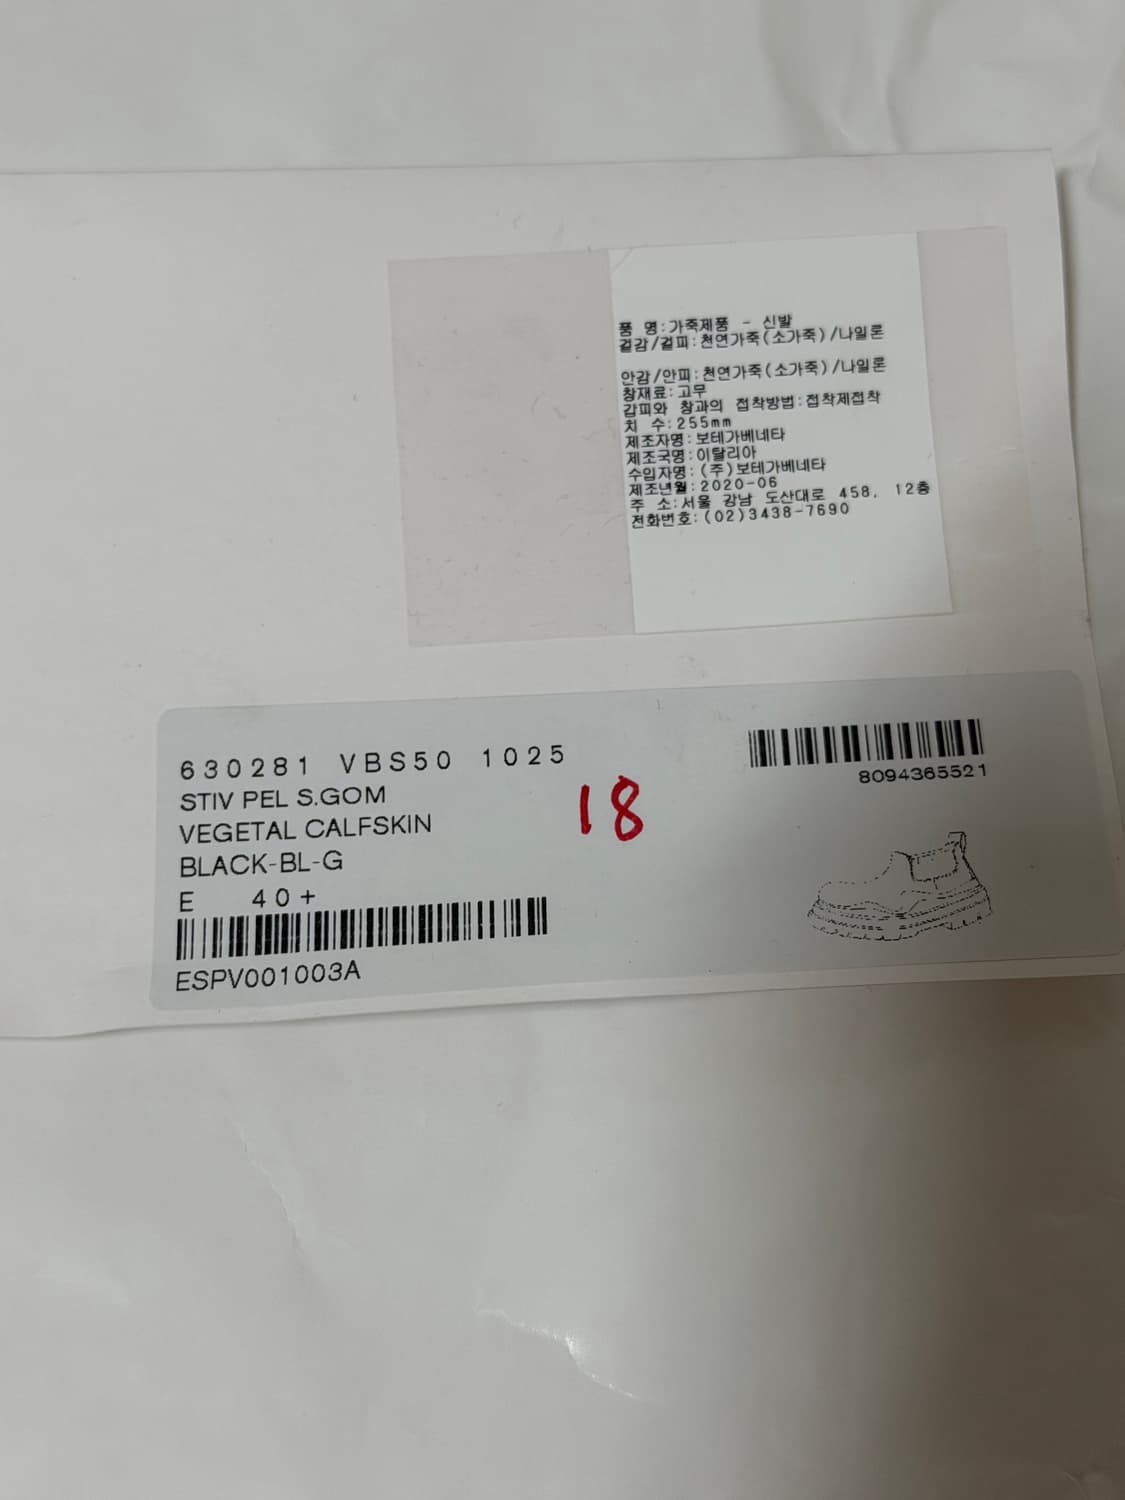 품 명:가죽제품 - 신발
겉감/겉피:천연가죽(소가죽)/나일론
안감/안피:천연가죽(소가죽)/나일론
창재료:고무
갑피와 창과의 접착방법:접착제접착
치 수:255mm
제조자명:보테가베네타
제조국명:이탈리아
수입자명:(주)보테가베네타
제조년월:2020-06
주 소:서울 강남 도산대로 458, 12층
전화번호:(02)3438-7690
630281 VBS50 1025
STIV PEL S.GOM
VEGETAL CALFSKIN
BLACK-BL-G
E 40+
ESPV001003A
18
8094365521